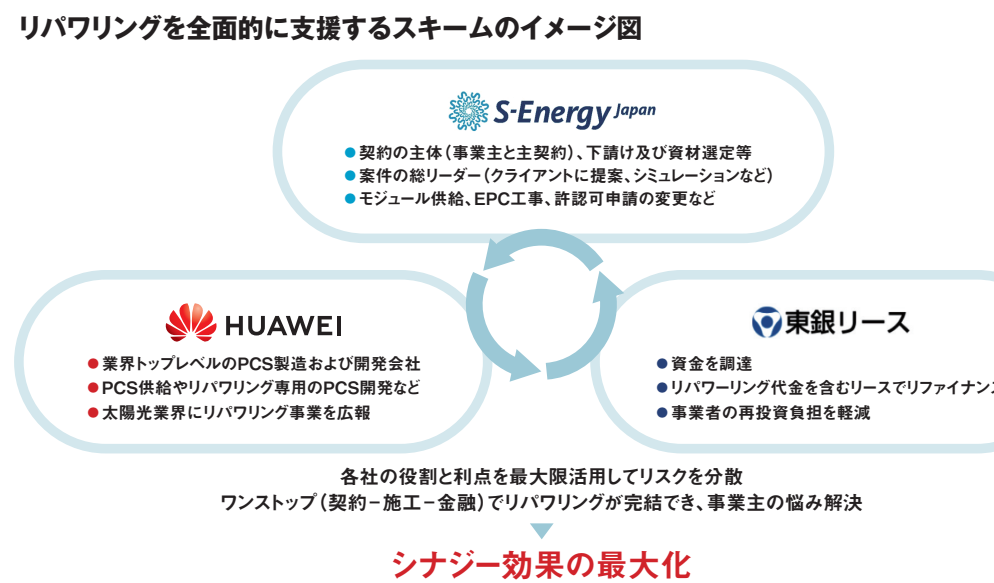 リパワリングを全面的に支援するスキームのイメージ図
S-Energy Japan
●契約の主体（事業主と主契約）、下請け及び資材選定等
●案件の総リーダー（クライアントに提案、シミュレーションなど）
●モジュール供給、EPC工事、許認可申請の変更など
HUAWEI
●業界トップレベルのPCS製造および開発会社
●PCS供給やリパワリング専用のPCS開発など
●太陽光業界にリパワリング事業を広報
東銀リース
●資金を調達
●リパワーリング代金を含むリースでリファイナンス
●事業者の再投資負担を軽減
各社の役割と利点を最大限活用してリスクを分散
ワンストップ（契約−施工−金融）でリパワリングが完結でき、事業主の悩み解決
シナジー効果の最大化